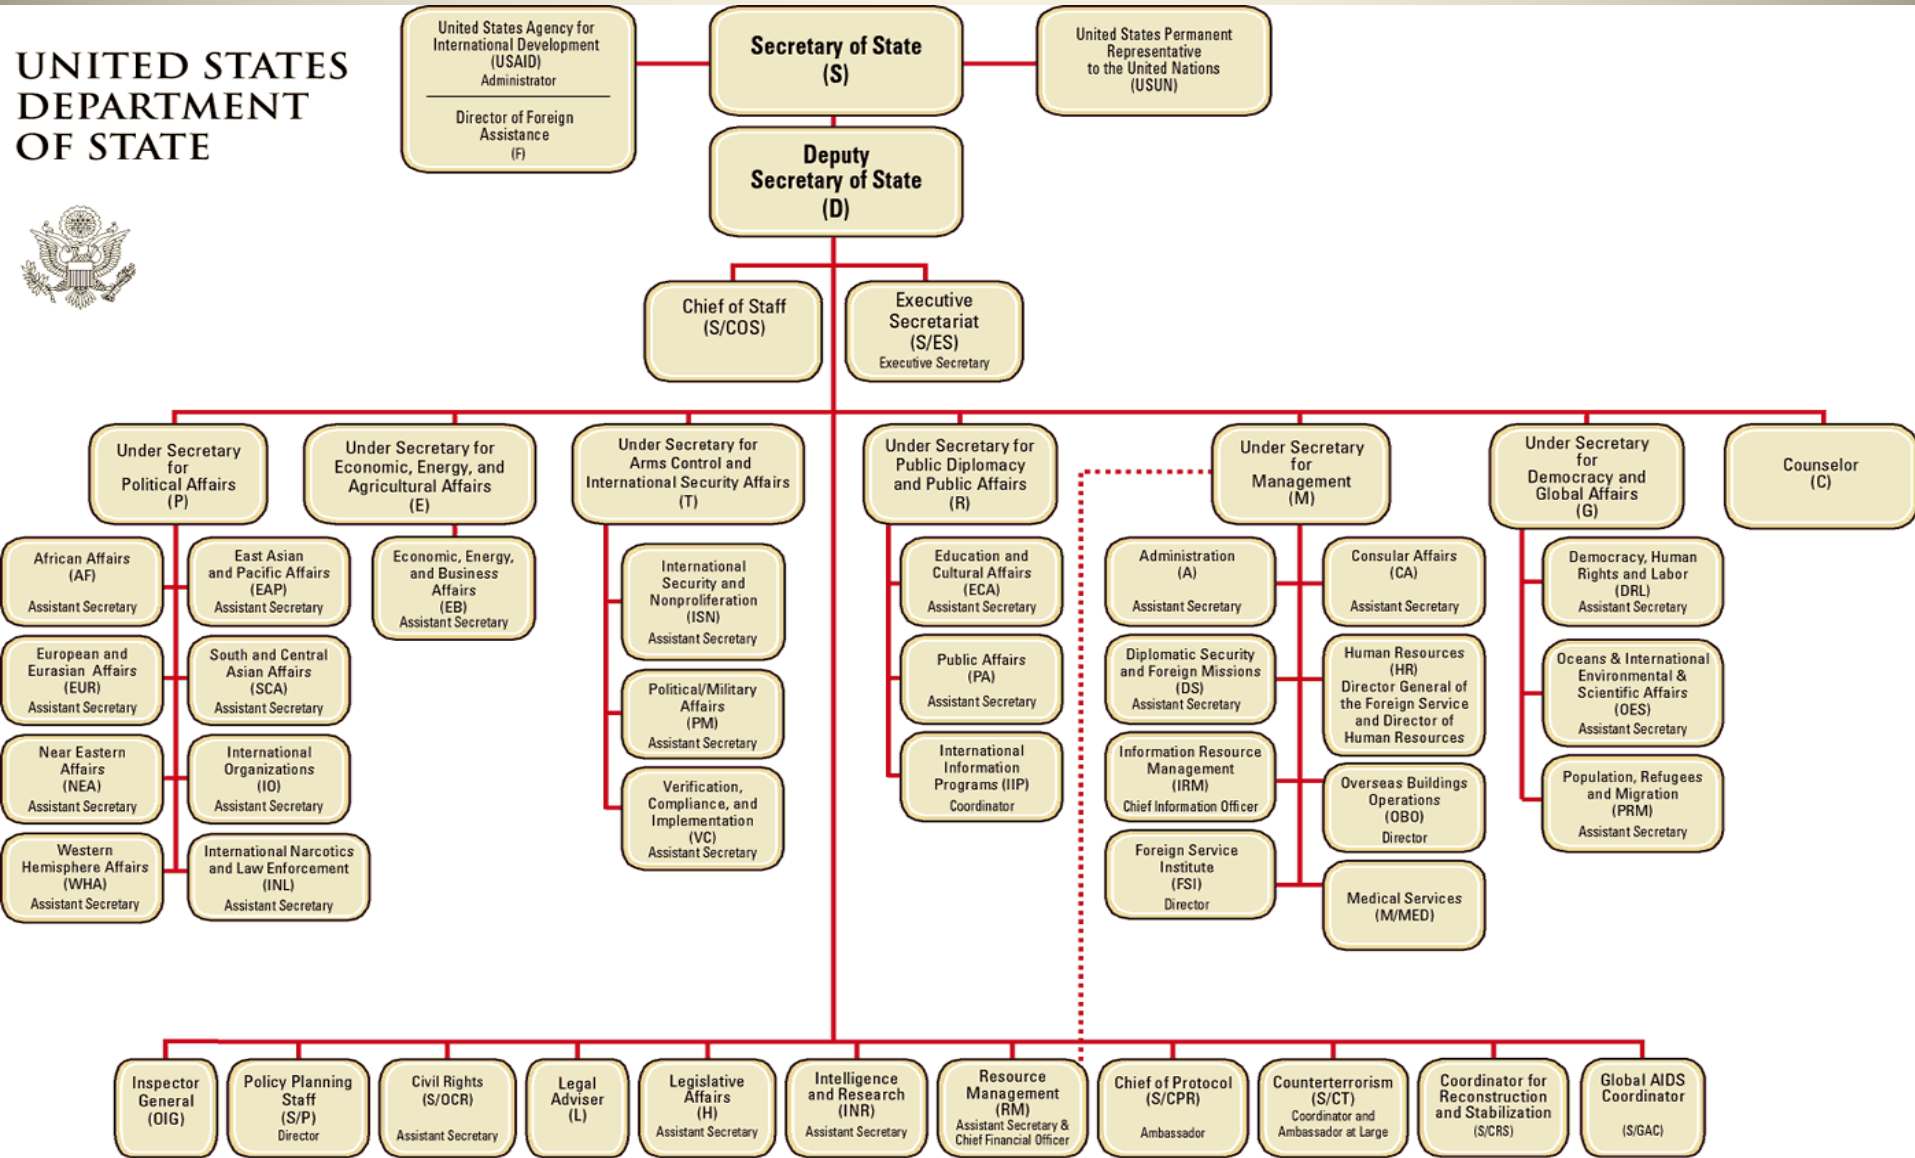 UNITED STATES
DEPARTMENT
OF STATE
United States Agency for
International Development
(USAID)
Administrator
Director of Foreign
Assistance
(F)
Secretary of State
(S)
United States Permanent
Representative
to the United Nations
(USUN)
Deputy
Secretary of State
(D)
Chief of Staff
(S/COS)
Executive
Secretariat
(S/ES)
Executive Secretary
Under Secretary
for
Political Affairs
(P)
Under Secretary for
Economic, Energy, and
Agricultural Affairs
(E)
Under Secretary for
Arms Control and
International Security Affairs
(T)
Under Secretary for
Public Diplomacy
and Public Affairs
(R)
Under Secretary
for
Management
(M)
Under Secretary
for
Democracy and
Global Affairs
(G)
Counselor
(C)
African Affairs
(AF)
Assistant Secretary
East Asian
and Pacific Affairs
(EAP)
Assistant Secretary
European and
Eurasian Affairs
(EUR)
Assistant Secretary
South and Central
Asian Affairs
(SCA)
Assistant Secretary
Near Eastern
Affairs
(NEA)
Assistant Secretary
International
Organizations
(IO)
Assistant Secretary
Western
Hemisphere Affairs
(WHA)
Assistant Secretary
International Narcotics
and Law Enforcement
(INL)
Assistant Secretary
Economic, Energy,
and Business
Affairs
(EB)
Assistant Secretary
International
Security and
Nonproliferation
(ISN)
Assistant Secretary
Political/Military
Affairs
(PM)
Assistant Secretary
Verification,
Compliance, and
Implementation
(VC)
Assistant Secretary
Education and
Cultural Affairs
(ECA)
Assistant Secretary
Public Affairs
(PA)
Assistant Secretary
International
Information
Programs (IIP)
Coordinator
Administration
(A)
Assistant Secretary
Consular Affairs
(CA)
Assistant Secretary
Diplomatic Security
and Foreign Missions
(DS)
Assistant Secretary
Human Resources
(HR)
Director General of
the Foreign Service
and Director of
Human Resources
Information Resource
Management
(IRM)
Chief Information Officer
Overseas Buildings
Operations
(OBO)
Director
Foreign Service
Institute
(FSI)
Director
Medical Services
(M/MED)
Democracy, Human
Rights and Labor
(DRL)
Assistant Secretary
Oceans & International
Environmental &
Scientific Affairs
(OES)
Assistant Secretary
Population, Refugees
and Migration
(PRM)
Assistant Secretary
Inspector
General
(OIG)
Policy Planning
Staff
(S/P)
Director
Civil Rights
(S/OCR)
Assistant Secretary
Legal
Adviser
(L)
Legislative
Affairs
(H)
Assistant Secretary
Intelligence
and Research
(INR)
Assistant Secretary
Resource
Management
(RM)
Assistant Secretary &
Chief Financial Officer
Chief of Protocol
(S/CPR)
Ambassador
Counterterrorism
(S/CT)
Coordinator and
Ambassador at Large
Coordinator for
Reconstruction
and Stabilization
(S/CRS)
Global AIDS
Coordinator
(S/GAC)